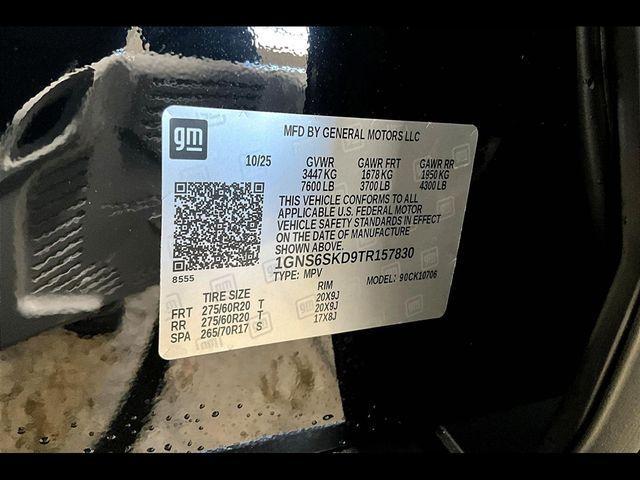 gm
MFD BY GENERAL MOTORS LLC
10/25 GVWR GAWR FRT GAWR RR
3447 KG 1678 KG 1950 KG
7600 LB 3700 LB 4300 LB
THIS VEHICLE CONFORMS TO ALL
APPLICABLE U.S. FEDERAL MOTOR
VEHICLE SAFETY STANDARDS IN EFFECT
ON THE DATE OF MANUFACTURE
SHOWN ABOVE.
1GNS6SKD9TR157830
8555 TYPE: MPV MODEL: 90CK10706
TIRE SIZE RIM
FRT 275/60R20 T 20X9J
RR 275/60R20 T 20X9J
SPA 265/70R17 S 17X8J